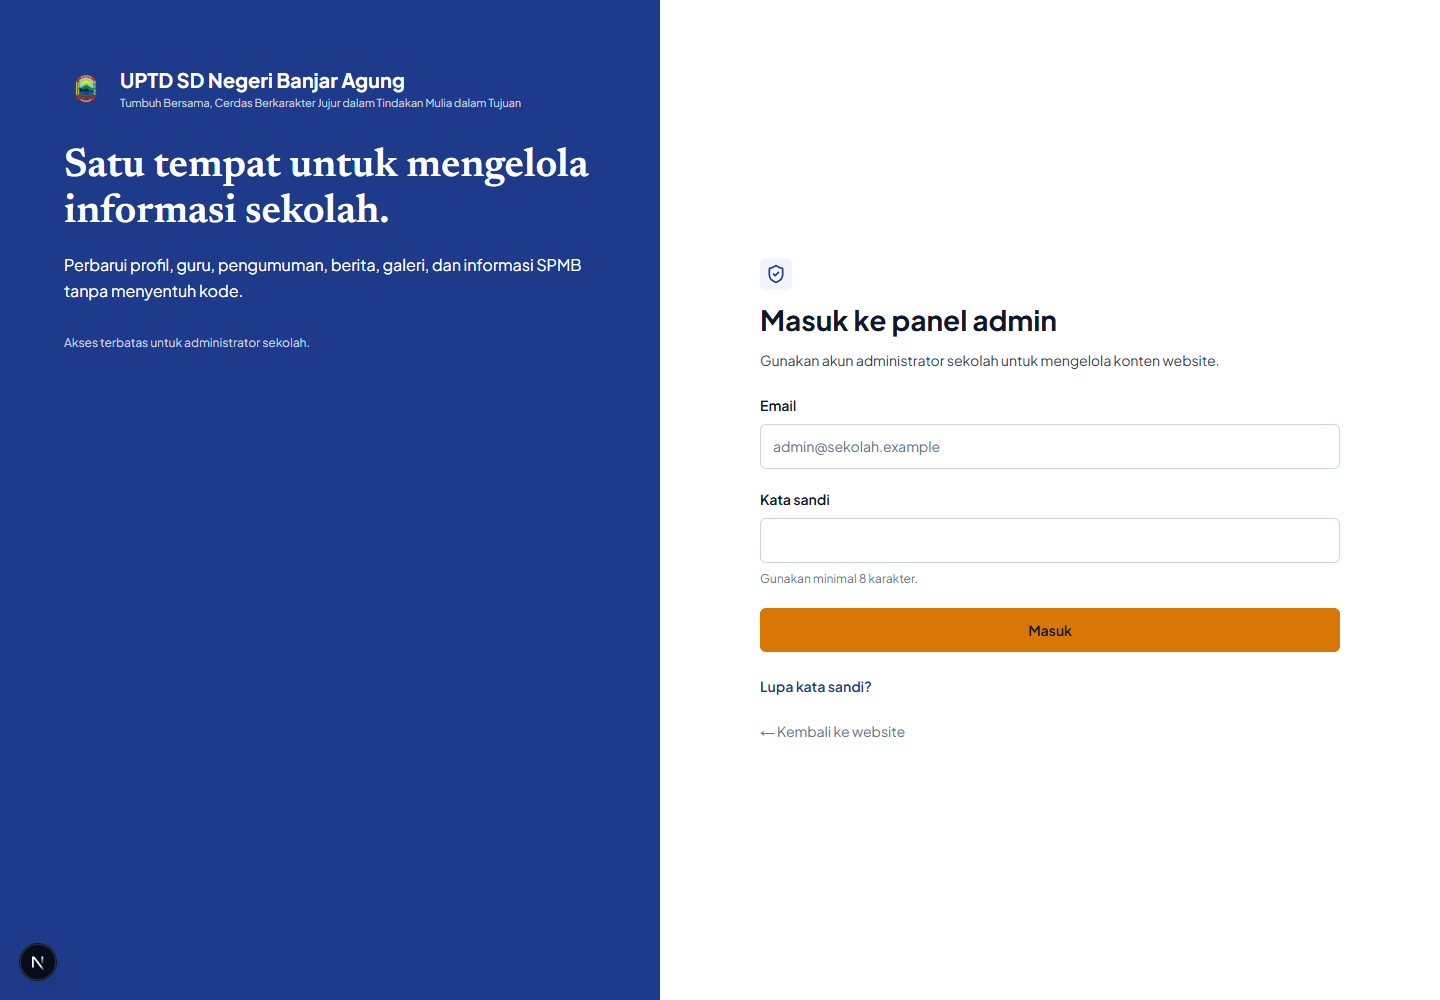 UPTD SD Negeri Banjar Agung
Tumbuh Bersama, Cerdas Berkarakter Jujur dalam Tindakan Mulia dalam Tujuan
Satu tempat untuk mengelola
informasi sekolah.
Perbarui profil, guru, pengumuman, berita, galeri, dan informasi SPMB
tanpa menyentuh kode.
Akses terbatas untuk administrator sekolah.
Masuk ke panel admin
Gunakan akun administrator sekolah untuk mengelola konten website.
Email
admin@sekolah.example
Kata sandi
Gunakan minimal 8 karakter.
Masuk
Lupa kata sandi?
← Kembali ke website
N